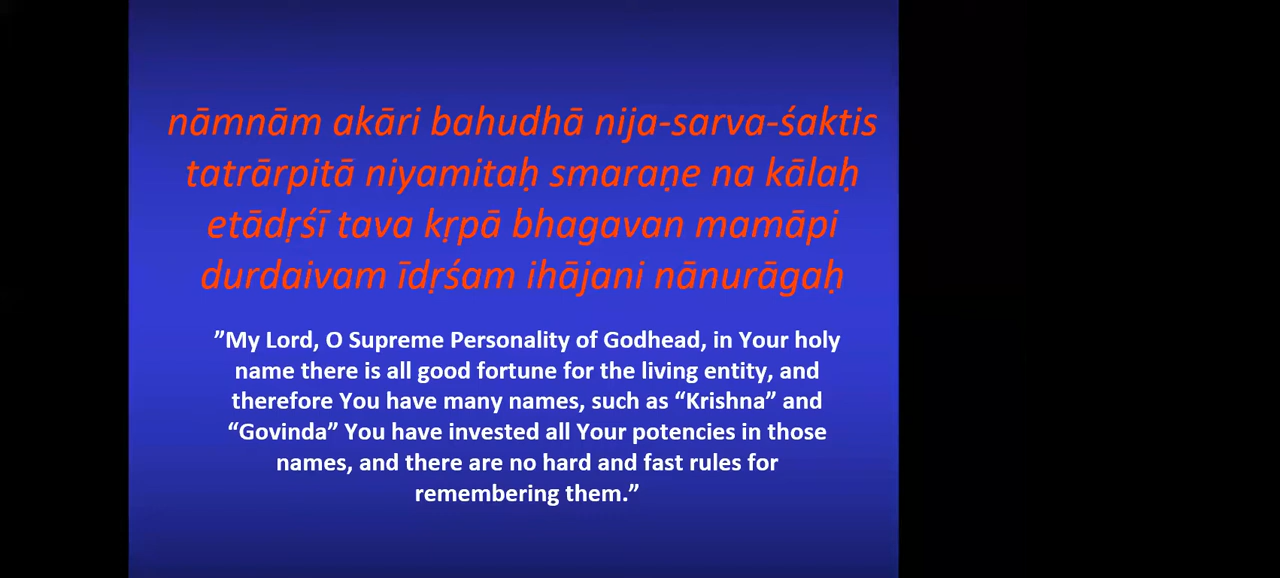 nāmnām akāri bahudhā nija-sarva-śaktis
tatrārpitā niyamitaḥ smaraṇe na kālaḥ
etādṛśī tava kṛpā bhagavan mamāpi
durdaivam īdṛśam ihājani nānurāgaḥ
”My Lord, O Supreme Personality of Godhead, in Your holy
name there is all good fortune for the living entity, and
therefore You have many names, such as “Krishna” and
“Govinda” You have invested all Your potencies in those
names, and there are no hard and fast rules for
remembering them.”